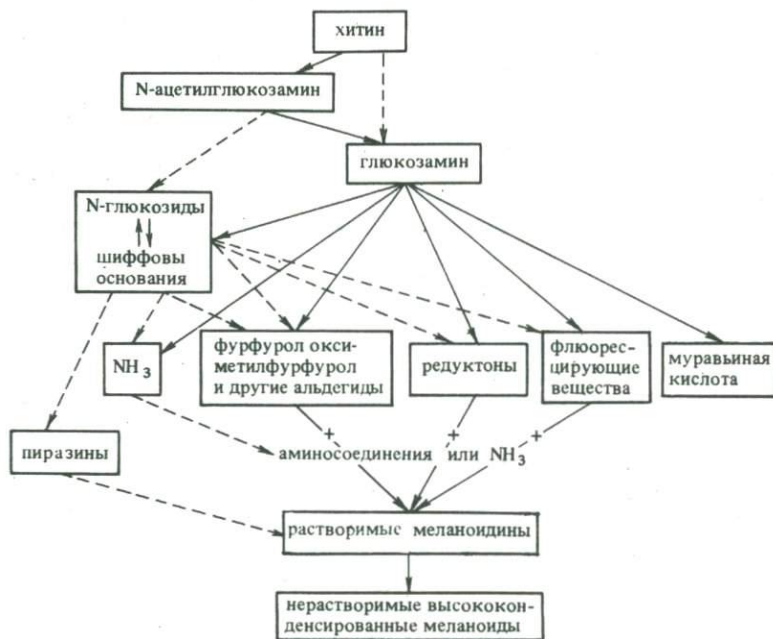 хитин
N-ацетилглюкозамин
глюкозамин
N-глюкозиды
шиффовы
основания
NH3
фурфурол окси-
метилфурфурол
и другие альдегиды
редуктоны
флюорес-
цирующие
вещества
муравьиная
кислота
пиразины
+ + +
аминосоединения или NH3
растворимые меланоидины
нерастворимые высококон-
денсированные меланоиды